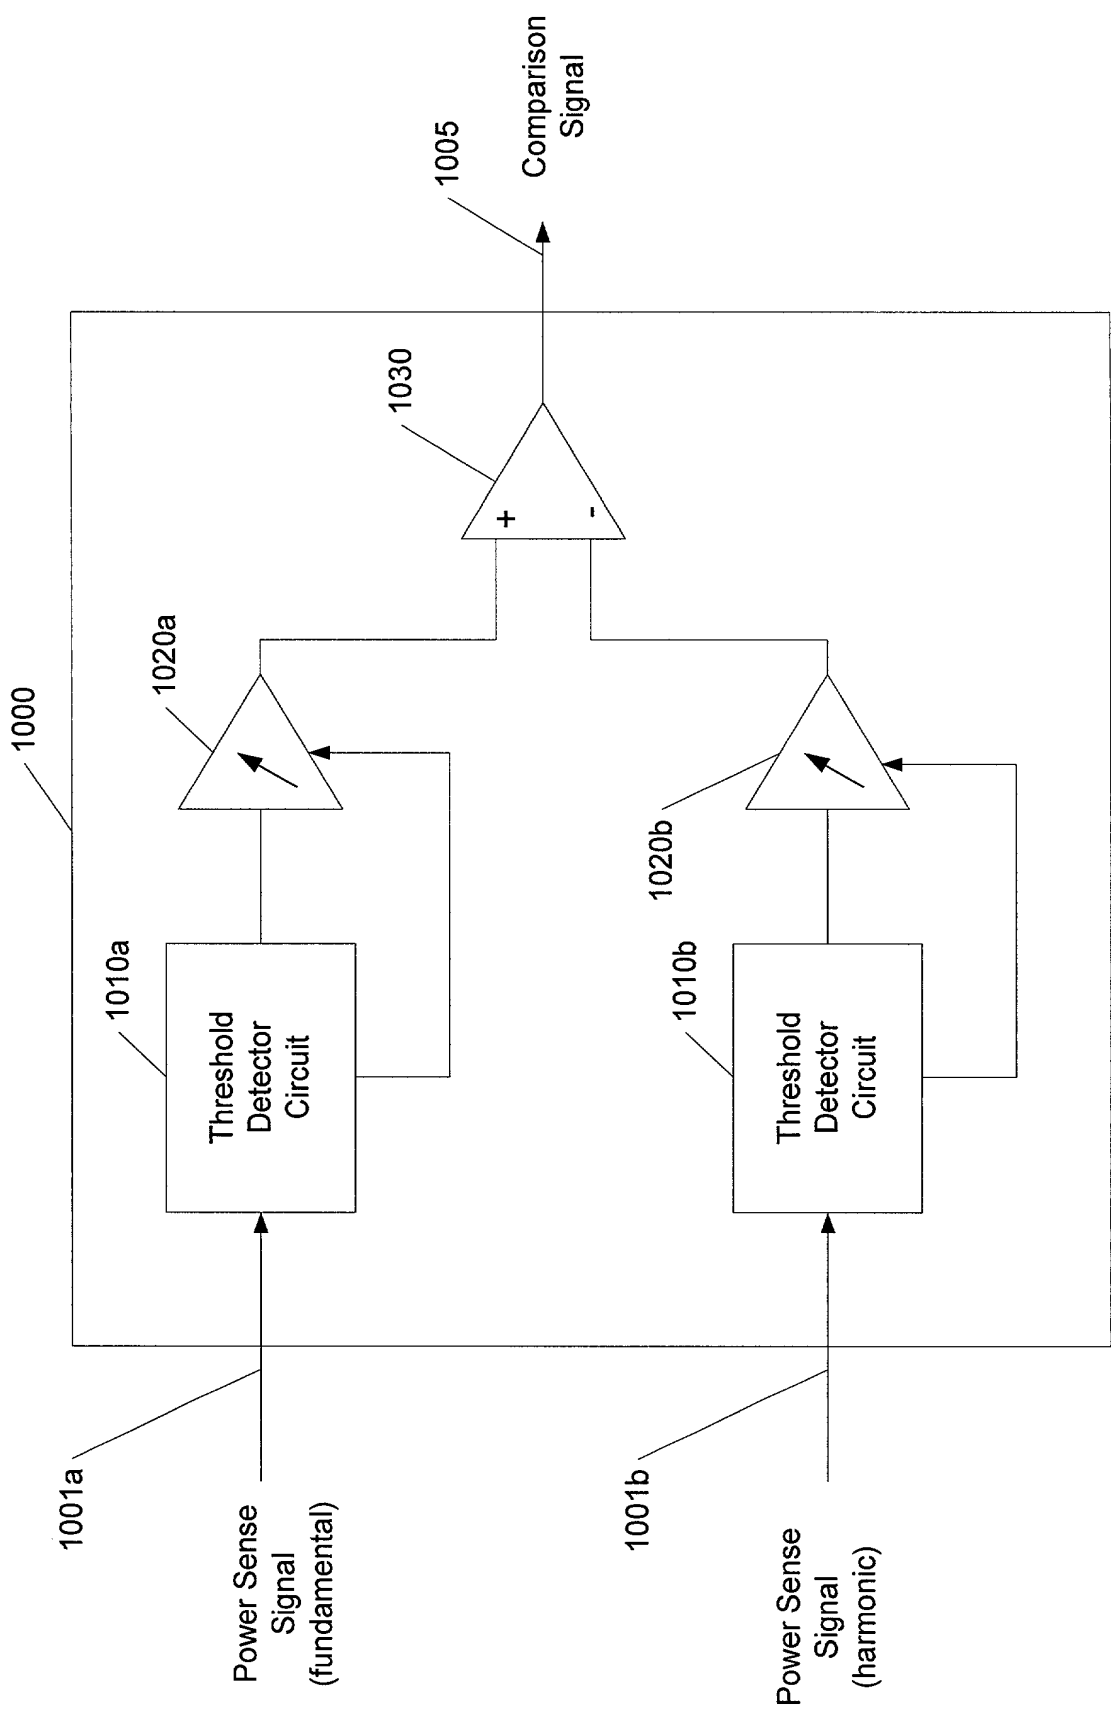 1000
1001a
Power Sense
Signal
(fundamental)
1010a
Threshold
Detector
Circuit
1020a
1030
+
-
1005
Comparison
Signal
1001b
Power Sense
Signal
(harmonic)
1010b
Threshold
Detector
Circuit
1020b